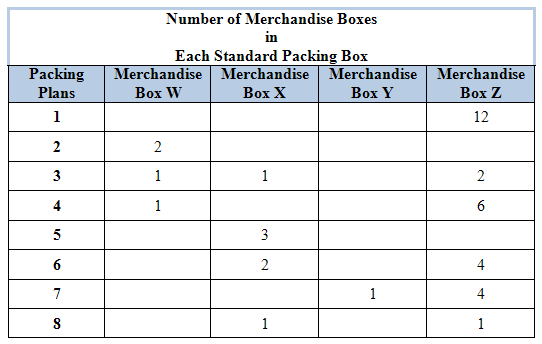 Number of Merchandise Boxes
in
Each Standard Packing Box
Packing Plans Merchandise Box W Merchandise Box X Merchandise Box Y Merchandise Box Z
1 12
2 2
3 1 1 2
4 1 6
5 3
6 2 4
7 1 4
8 1 1